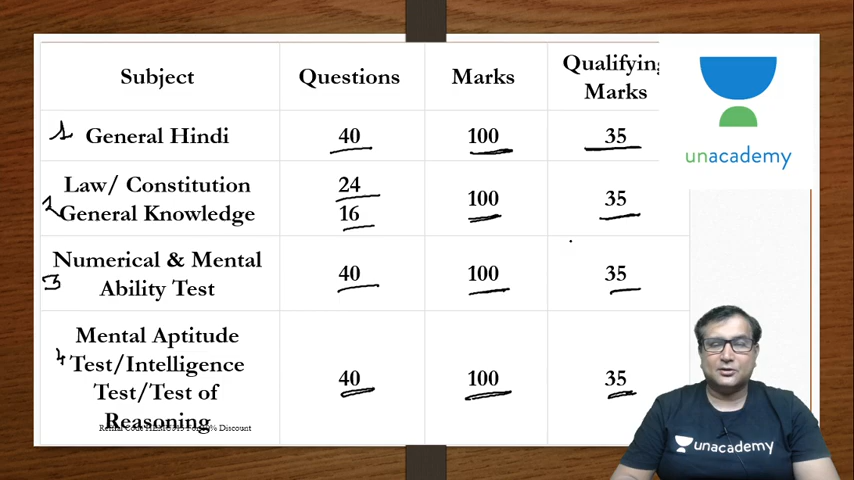 Subject Questions Marks Qualifying Marks
1 General Hindi 40 100 35
2 Law/ Constitution 24
General Knowledge 16 100 35
3 Numerical & Mental Ability Test 40 100 35
4 Mental Aptitude
Test/Intelligence
Test/Test of
Reasoning 40 100 35
Discount
unacademy
unacademy